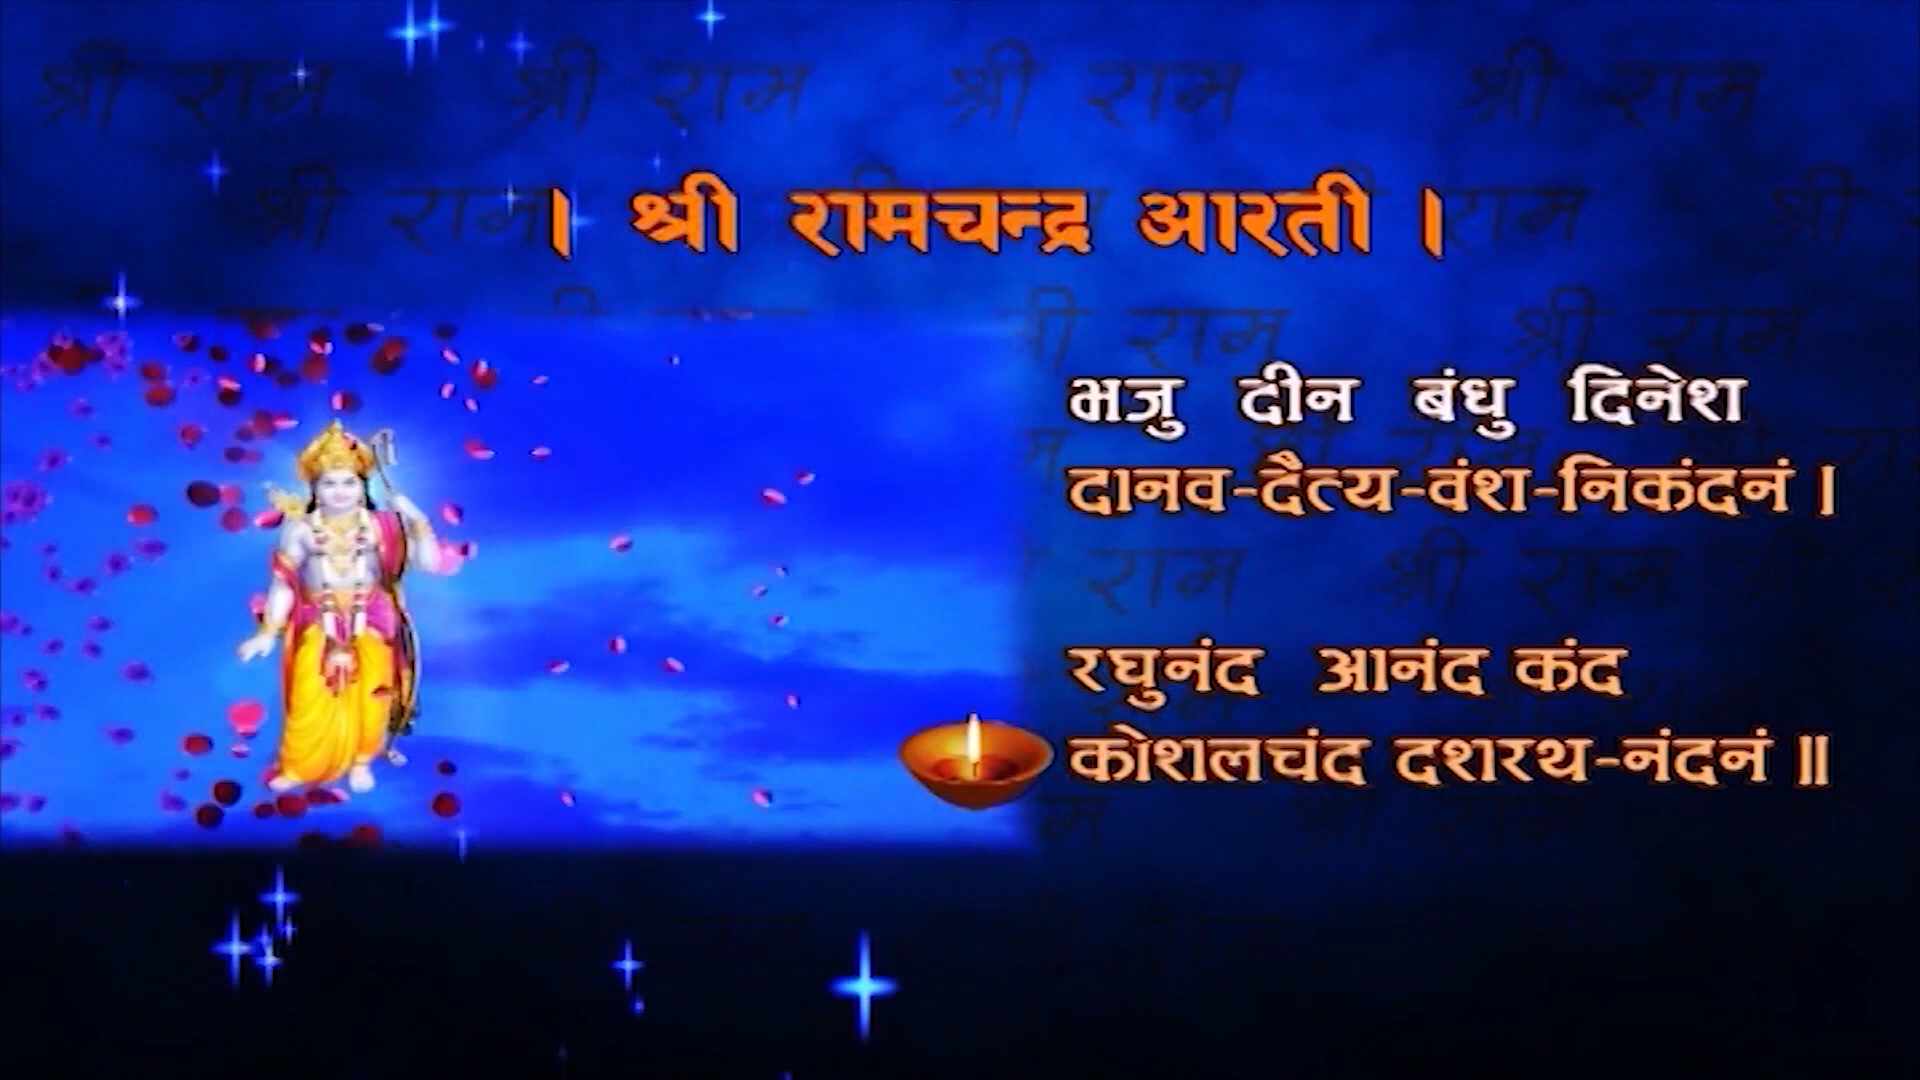 श्री राम श्री राम श्री राम श्री राम
श्री राम राम श्री
। श्री रामचन्द्र आरती ।
श्री राम श्री राम
भजु दीन बंधु दिनेश
दानव-दैत्य-वंश-निकंदनं ।
राम श्री राम श्री
रघुनंद आनंद कंद
कोशलचंद दशरथ-नंदनं ॥